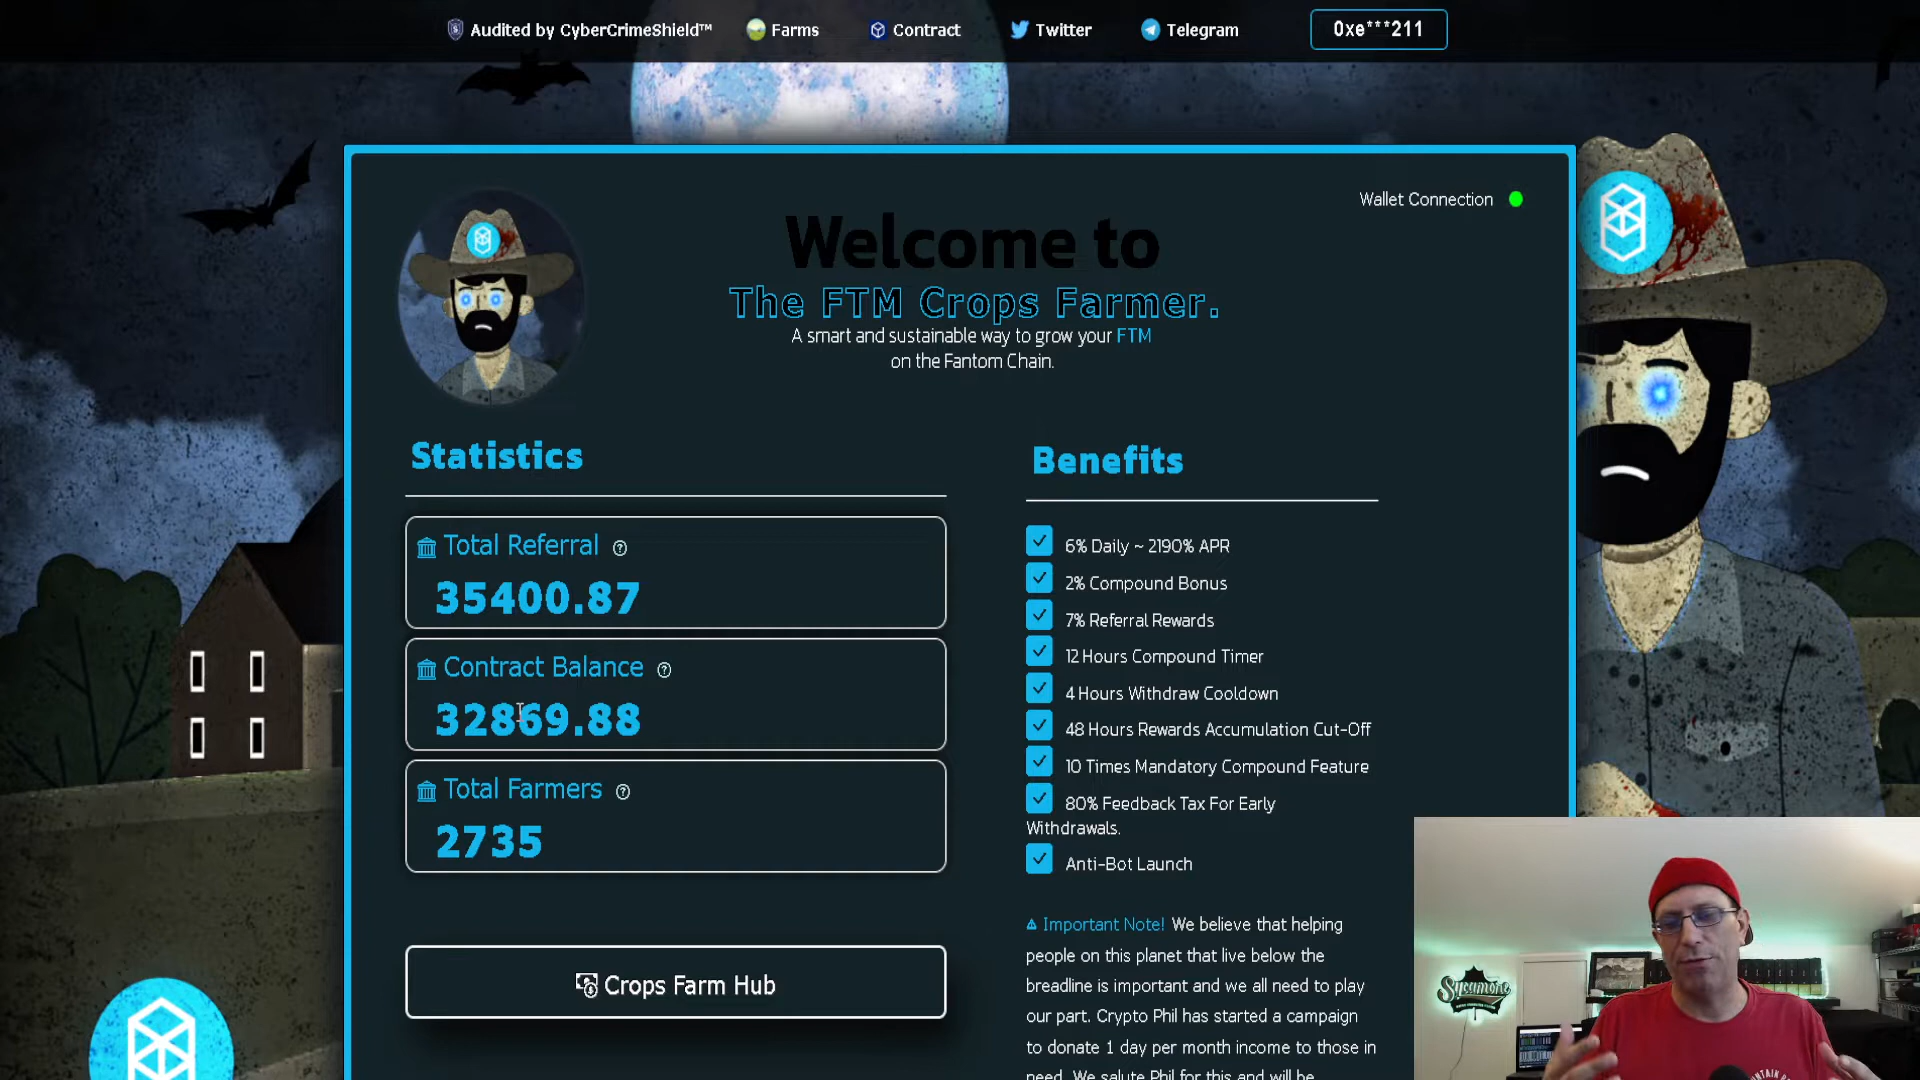 Audited by CyberCrimeShield™ Farms Contract Twitter Telegram 0xe***211
Wallet Connection
Welcome to
The FTM Crops Farmer.
A smart and sustainable way to grow your FTM
on the Fantom Chain.
Statistics
Total Referral
35400.87
Contract Balance
32869.88
Total Farmers
2735
Crops Farm Hub
Benefits
6% Daily ~ 2190% APR
2% Compound Bonus
7% Referral Rewards
12 Hours Compound Timer
4 Hours Withdraw Cooldown
48 Hours Rewards Accumulation Cut-Off
10 Times Mandatory Compound Feature
80% Feedback Tax For Early
Withdrawals.
Anti-Bot Launch
Important Note! We believe that helping
people on this planet that live below the
breadline is important and we all need to play
our part. Crypto Phil has started a campaign
to donate 1 day per month income to those in
need. We salute Phil for this and will be
Sycamore